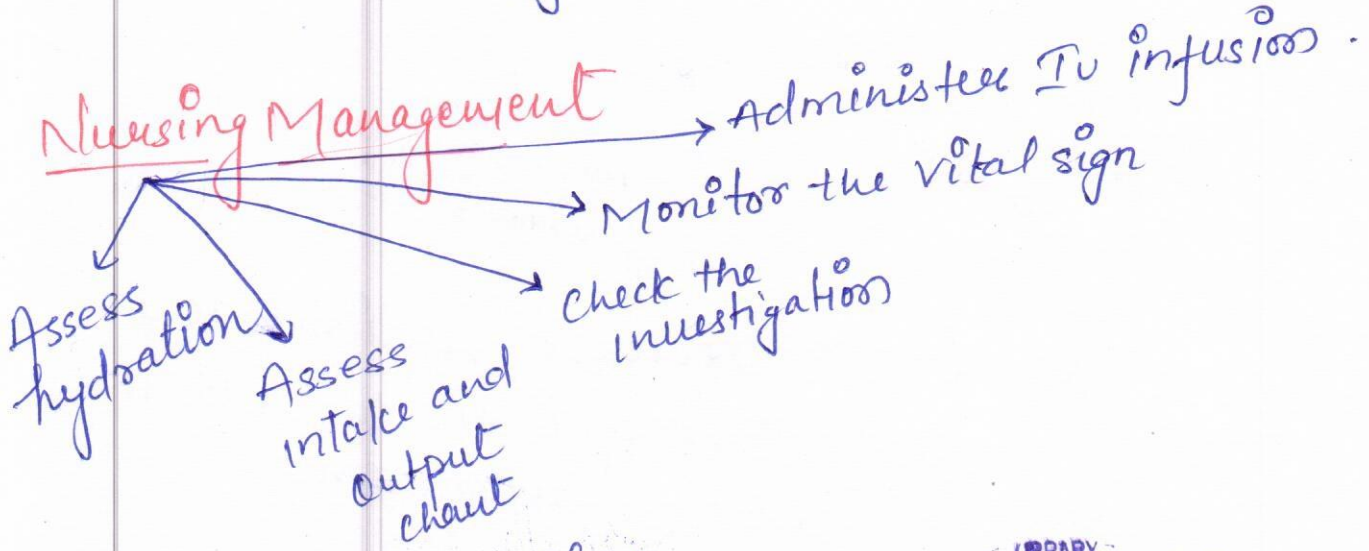 Nursing Management
Administer IV infusion.
Monitor the vital sign
Check the
investigation
Assess
hydration
Assess
intake and
output
chart
LIBRARY